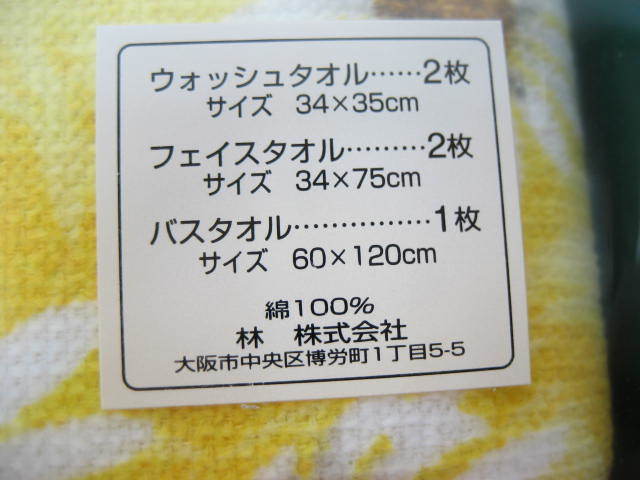 ウォッシュタオル……2枚
サイズ 34×35cm
フェイスタオル………2枚
サイズ 34×75cm
バスタオル……………1枚
サイズ 60×120cm
綿100%
林 株式会社
大阪市中央区博労町1丁目5-5